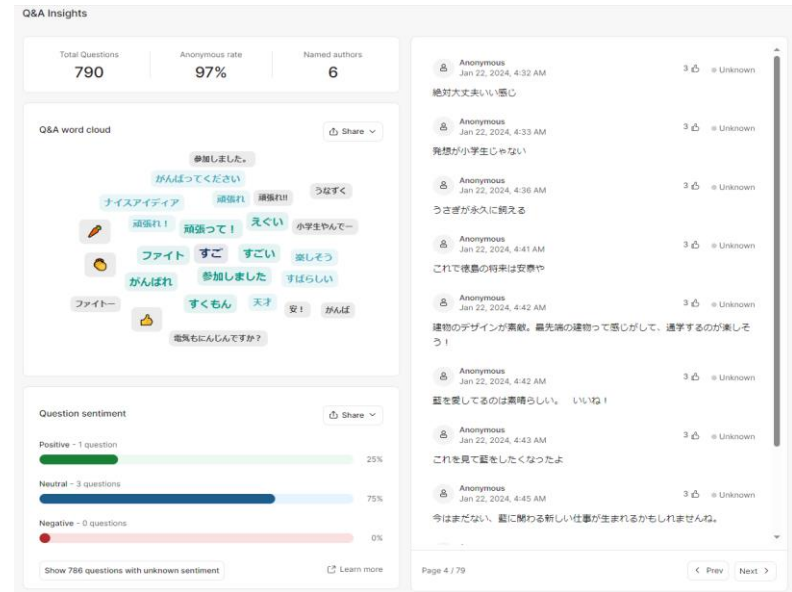 Q&A Insights
Total Questions
790
Anonymous rate
97%
Named authors
6
Q&A word cloud
Share
参加しました。
がんばってください
ナイスアイディア
頑張れ
頑張れ!!
うなずく
頑張れ！
頑張って！
えぐい
小学生やんでー
ファイト
すご
すごい
楽しそう
がんばれ
参加しました
すばらしい
ファイトー
すくもん
天才
安！
がんば
電気もにんじんですか？
Question sentiment
Share
Positive - 1 question
25%
Neutral - 3 questions
75%
Negative - 0 questions
0%
Show 786 questions with unknown sentiment
Learn more
Anonymous
Jan 22, 2024, 4:32 AM
3
Unknown
絶対大丈夫いい感じ
Anonymous
Jan 22, 2024, 4:33 AM
3
Unknown
発想が小学生じゃない
Anonymous
Jan 22, 2024, 4:36 AM
3
Unknown
うさぎが永久に飼える
Anonymous
Jan 22, 2024, 4:41 AM
3
Unknown
これで徳島の将来は安泰や
Anonymous
Jan 22, 2024, 4:42 AM
3
Unknown
建物のデザインが素敵。最先端の建物って感じがして、通学するのが楽しそ
う！
Anonymous
Jan 22, 2024, 4:42 AM
3
Unknown
藍を愛してるのは素晴らしい。　いいね！
Anonymous
Jan 22, 2024, 4:43 AM
3
Unknown
これを見て藍をしたくなったよ
Anonymous
Jan 22, 2024, 4:45 AM
3
Unknown
今はまだない、藍に関わる新しい仕事が生まれるかもしれませんね。
Page 4 / 79
Prev
Next